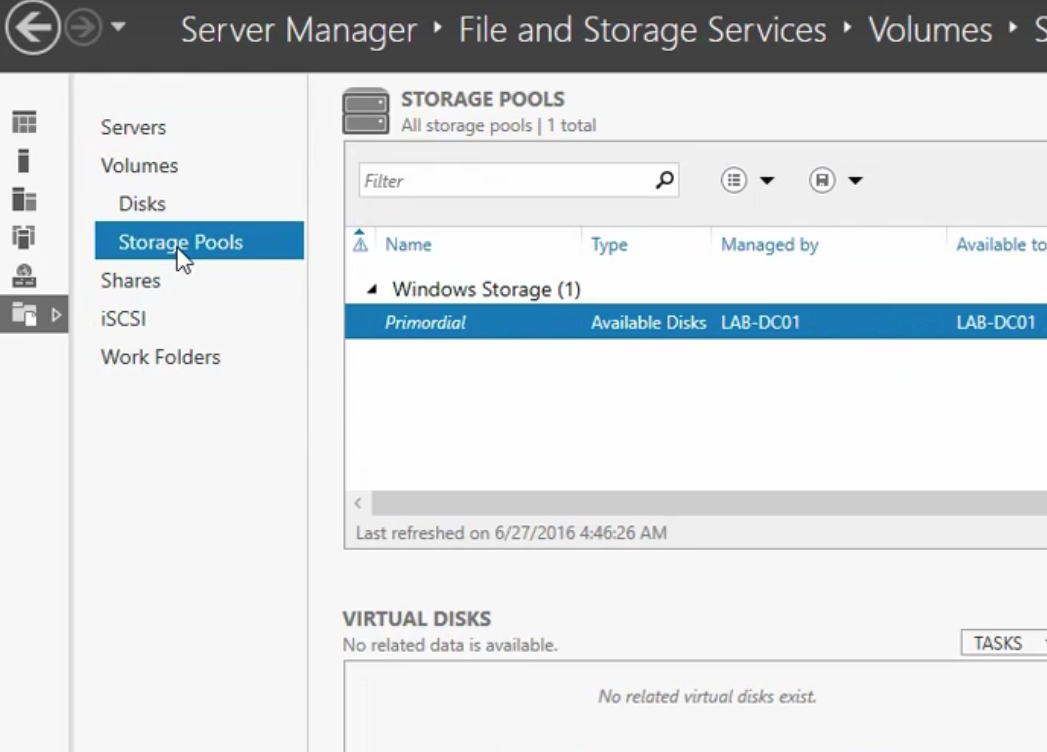 Server Manager ‣ File and Storage Services ‣ Volumes ‣ S
Servers
Volumes
Disks
Storage Pools
Shares
iSCSI
Work Folders
STORAGE POOLS
All storage pools | 1 total
Filter
Name Type Managed by Available to
Windows Storage (1)
Primordial Available Disks LAB-DC01 LAB-DC01
Last refreshed on 6/27/2016 4:46:26 AM
VIRTUAL DISKS
No related data is available.
TASKS
No related virtual disks exist.